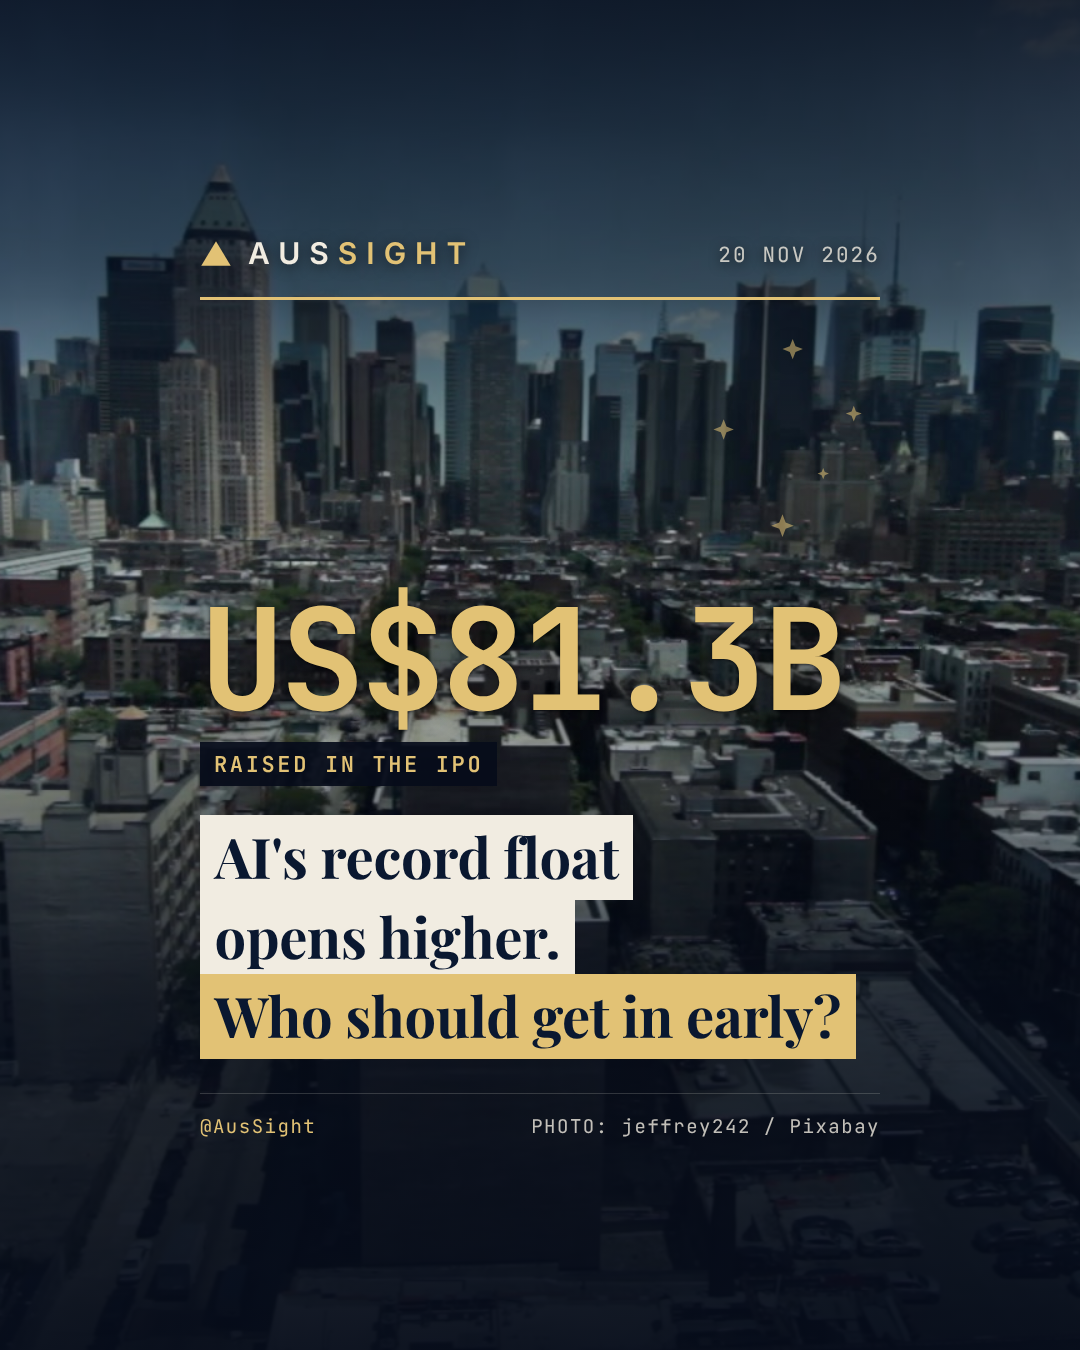 AUSSIGHT
20 NOV 2026
US$81.3B
RAISED IN THE IPO
AI's record float
opens higher.
Who should get in early?
@AusSight
PHOTO: jeffrey242 / Pixabay